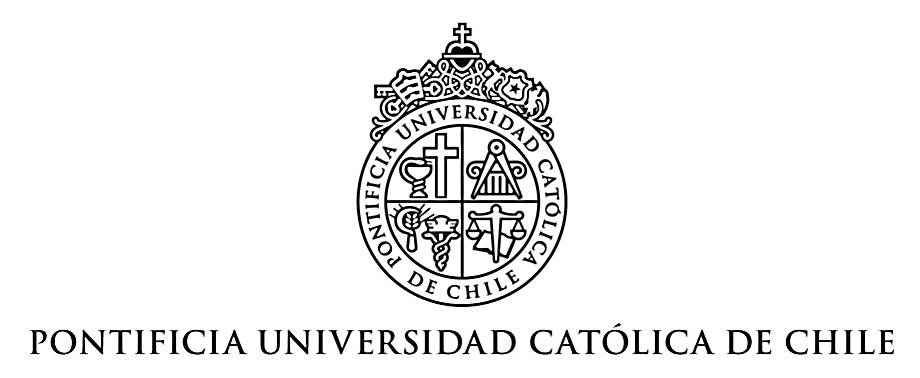 PONTIFICIA UNIVERSIDAD CATÓLICA
DE CHILE
PONTIFICIA UNIVERSIDAD CATÓLICA DE CHILE